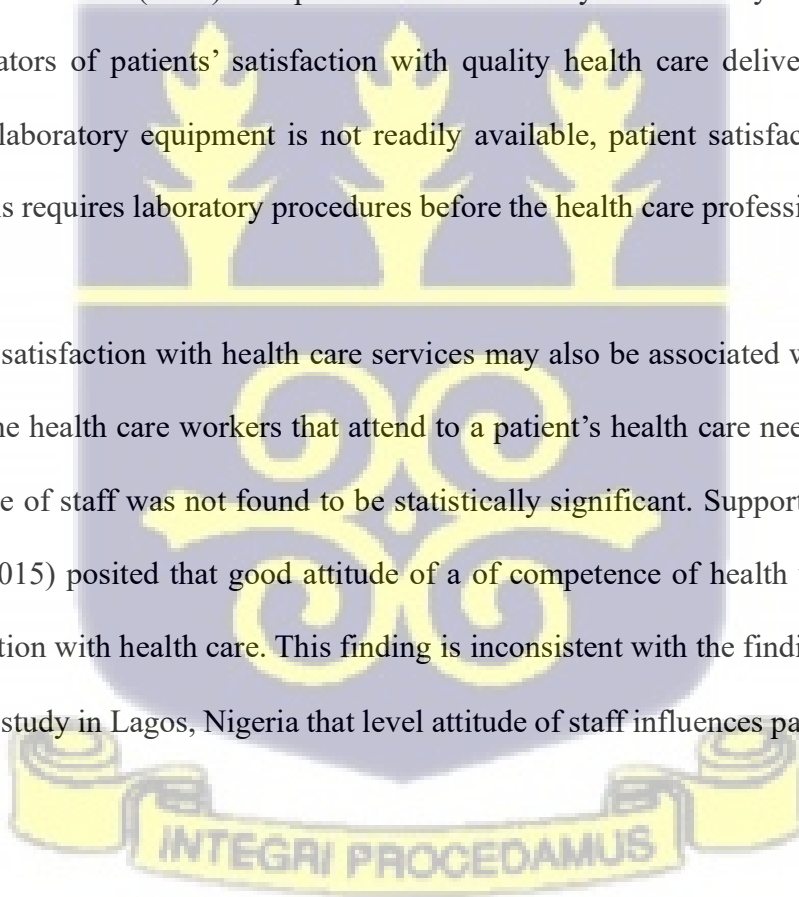 ators of patients’ satisfaction with quality health care delive
laboratory equipment is not readily available, patient satisfac
s requires laboratory procedures before the health care professi
satisfaction with health care services may also be associated w
ne health care workers that attend to a patient’s health care nee
e of staff was not found to be statistically significant. Support
015) posited that good attitude of a of competence of health
tion with health care. This finding is inconsistent with the findi
study in Lagos, Nigeria that level attitude of staff influences pa
INTEGRI PROCEDAMUS